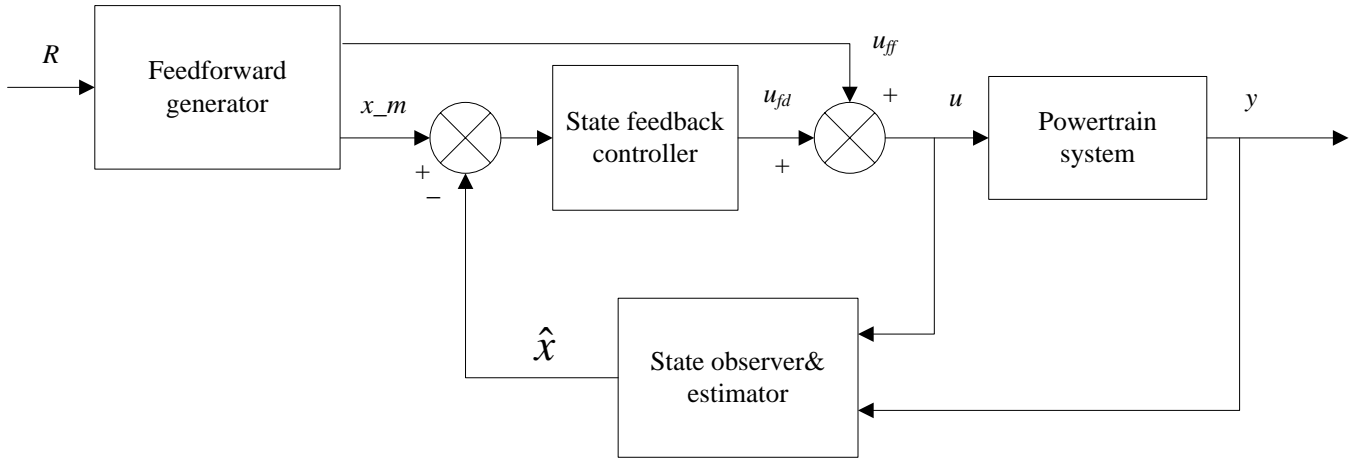 R
Feedforward
generator
x_m
+
−
State feedback
controller
u_fd
+
u_ff
+
u
Powertrain
system
y
x̂
State observer&
estimator